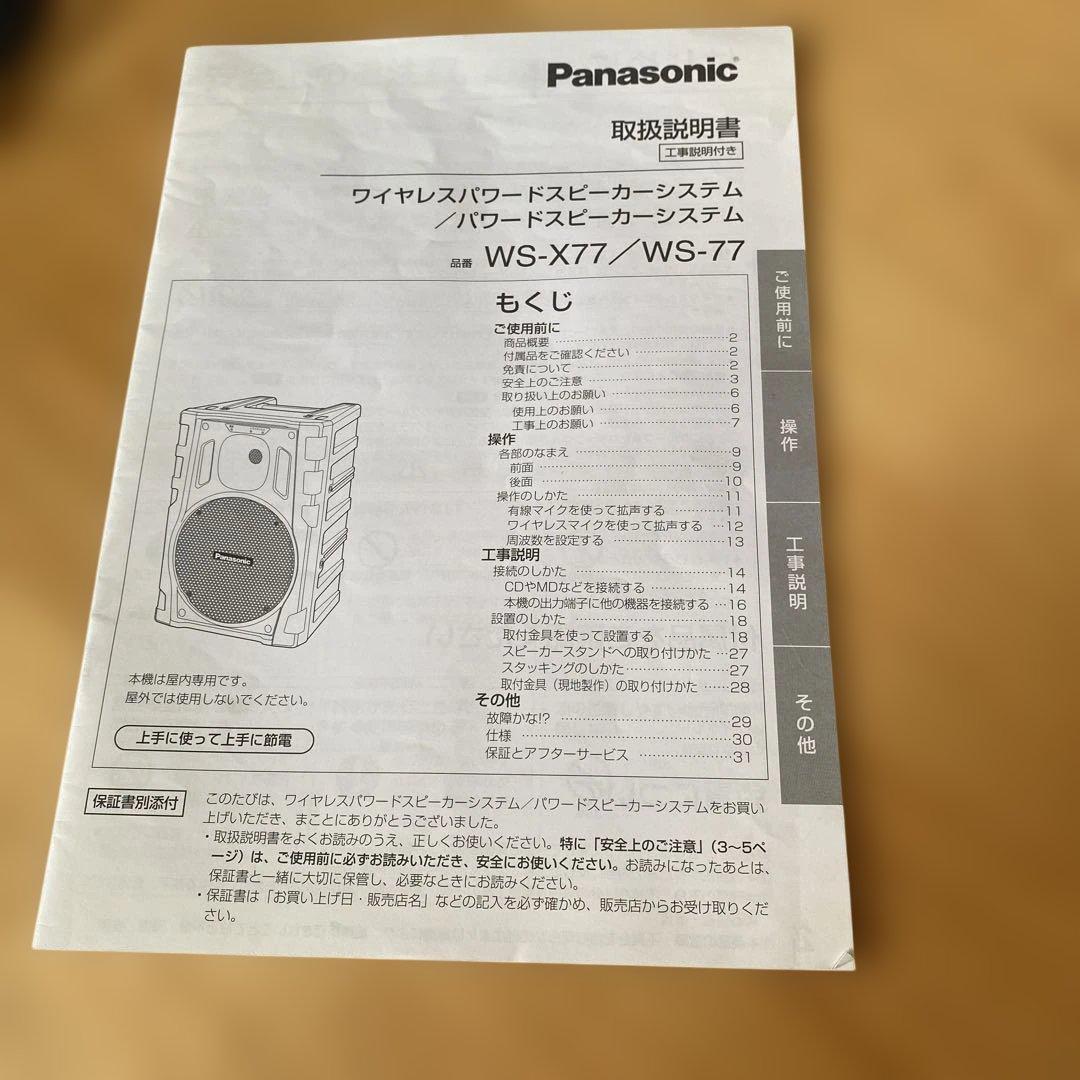 Panasonic
取扱説明書
工事説明付き
ワイヤレスパワードスピーカーシステム
／パワードスピーカーシステム
品番 WS-X77／WS-77
もくじ
ご使用前に
商品概要 ……………………………… 2
付属品をご確認ください ……………… 2
免責について ………………………… 2
安全上のご注意 ……………………… 3
取り扱い上のお願い …………………… 6
使用上のお願い ……………………… 6
工事上のお願い ……………………… 7
操作
各部のなまえ ………………………… 9
前面 …………………………………… 9
後面 …………………………………… 10
操作のしかた ………………………… 11
有線マイクを使って拡声する ………… 11
ワイヤレスマイクを使って拡声する … 12
周波数を設定する …………………… 13
工事説明
接続のしかた ………………………… 14
CDやMDなどを接続する …………… 14
本機の出力端子に他の機器を接続する … 16
設置のしかた ………………………… 18
取付金具を使って設置する ………… 18
スピーカースタンドへの取り付けかた … 27
スタッキングのしかた ……………… 27
取付金具（現地製作）の取り付けかた …… 28
その他
故障かな!? …………………………… 29
仕様 …………………………………… 30
保証とアフターサービス …………… 31
Panasonic
本機は屋内専用です。
屋外では使用しないでください。
上手に使って上手に節電
ご使用前に
操作
工事説明
その他
保証書別添付
このたびは、ワイヤレスパワードスピーカーシステム／パワードスピーカーシステムをお買い
上げいただき、まことにありがとうございました。
・取扱説明書をよくお読みのうえ、正しくお使いください。特に「安全上のご注意」（3〜5ペ
ージ）は、ご使用前に必ずお読みいただき、安全にお使いください。お読みになったあとは、
保証書と一緒に大切に保管し、必要なときにお読みください。
・保証書は「お買い上げ日・販売店名」などの記入を必ず確かめ、販売店からお受け取りくだ
さい。